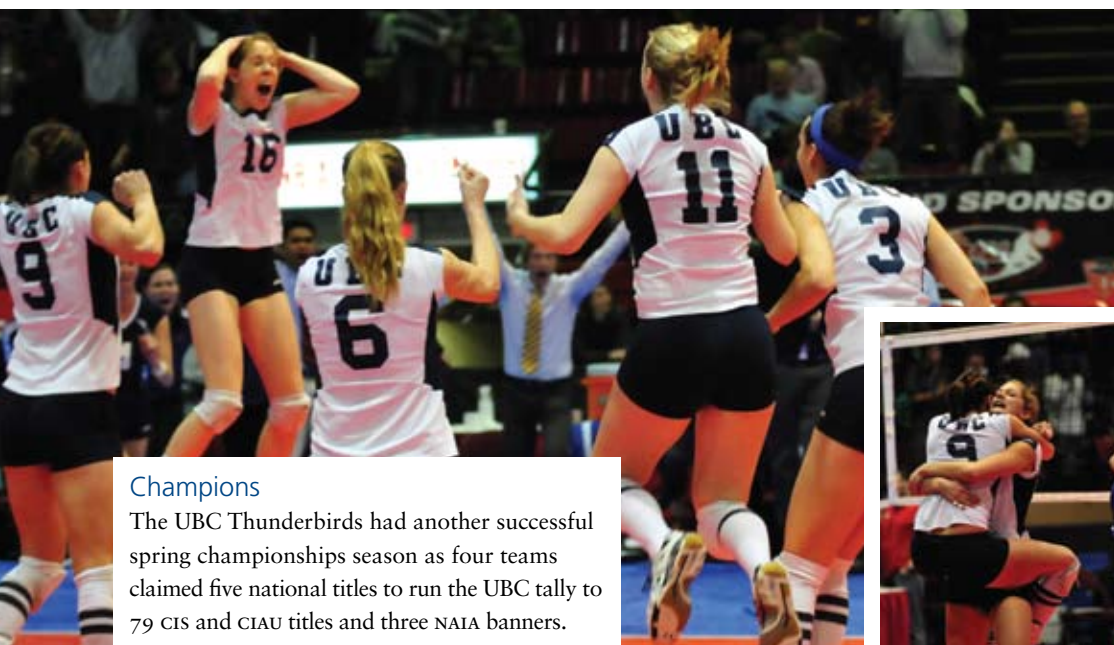 16
UBC
11
UBC
9
6
3
D SPONSO
9
Champions
The UBC Thunderbirds had another successful
spring championships season as four teams
claimed five national titles to run the UBC tally to
79 CIS and CIAU titles and three NAIA banners.